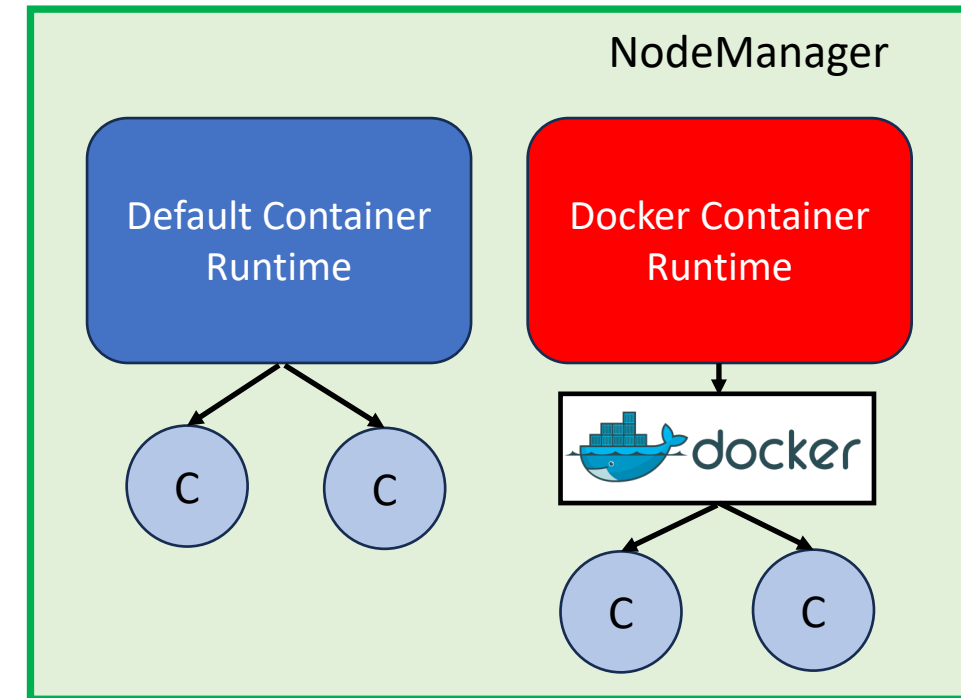 NodeManager
Default Container
Runtime
Docker Container
Runtime
docker
C
C
C
C